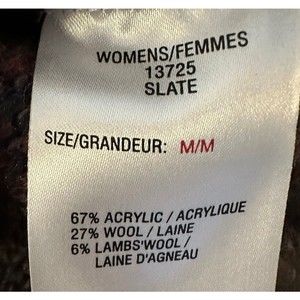 WOMENS/FEMMES
13725
SLATE
SIZE/GRANDEUR: M/M
67% ACRYLIC / ACRYLIQUE
27% WOOL / LAINE
6% LAMBS'WOOL /
LAINE D'AGNEAU